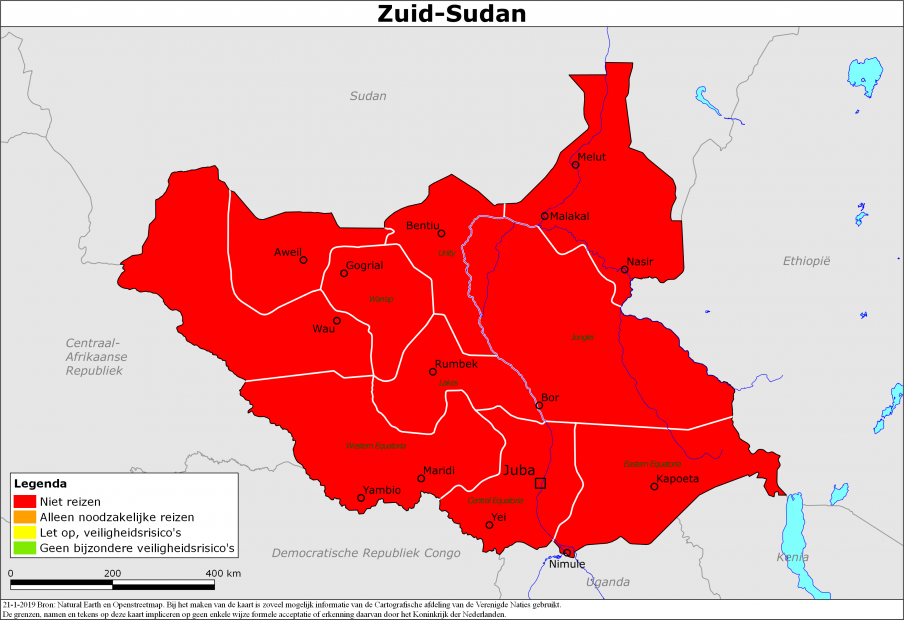 Zuid-Sudan
Sudan
Melut
Malakal
Bentiu
Unity
Aweil
Gogrial
Nasir
Ethiopië
Warrap
Wau
Jonglei
Centraal-
Afrikaanse
Republiek
Rumbek
Lakes
Bor
Western Equatoria
Eastern Equatoria
Maridi
Juba
Kapoeta
Yambio
Central Equatoria
Yei
Legenda
Niet reizen
Alleen noodzakelijke reizen
Let op, veiligheidsrisico's
Geen bijzondere veiligheidsrisico's
Democratische Republiek Congo
Nimule
Kenia
Uganda
0 200 400 km
21-1-2019 Bron: Natural Earth en Openstreetmap. Bij het maken van de kaart is zoveel mogelijk informatie van de Cartografische afdeling van de Verenigde Naties gebruikt.
De grenzen, namen en tekens op deze kaart impliceren op geen enkele wijze formele acceptatie of erkenning daarvan door het Koninkrijk der Nederlanden.